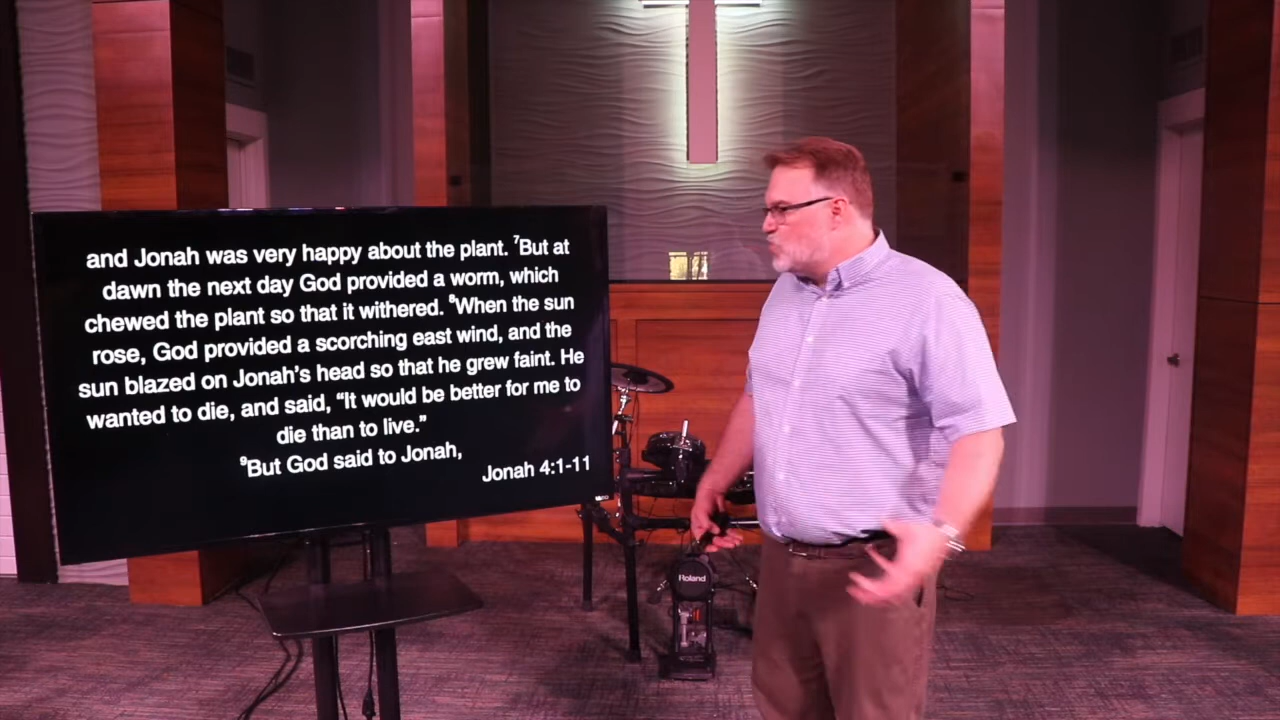 and Jonah was very happy about the plant. ⁷But at
dawn the next day God provided a worm, which
chewed the plant so that it withered. ⁸When the sun
rose, God provided a scorching east wind, and the
sun blazed on Jonah's head so that he grew faint. He
wanted to die, and said, “It would be better for me to
die than to live.”
⁹But God said to Jonah,
Jonah 4:1-11
Roland